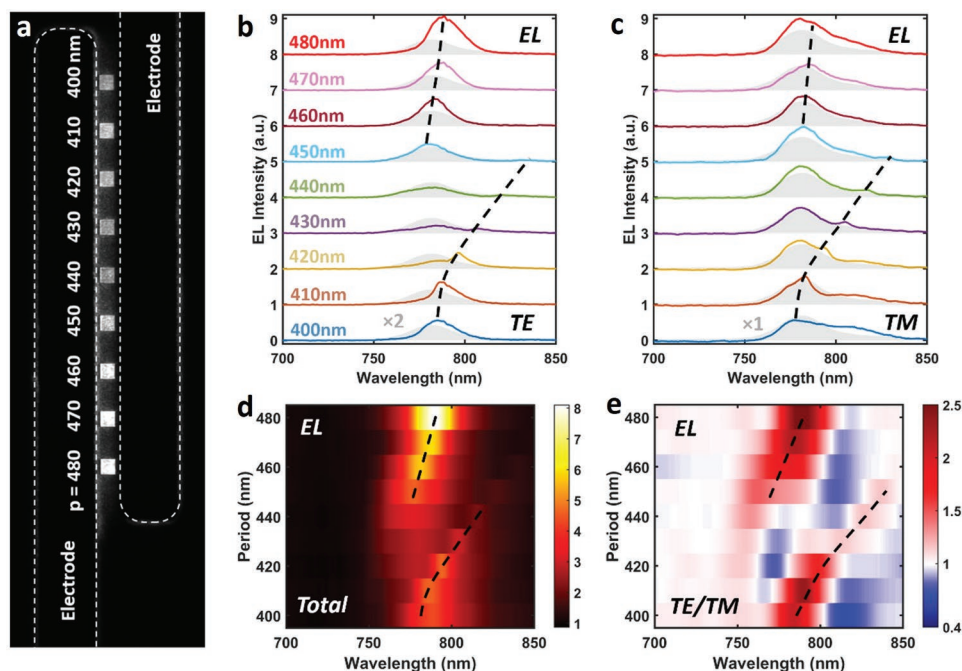 a
400 nm
410
420
430
440
450
460
470
p = 480
Electrode
Electrode
b
EL
9
8
7
6
5
4
3
2
1
0
480nm
470nm
460nm
450nm
440nm
430nm
420nm
410nm
400nm
×2
TE
EL Intensity (a.u.)
700 750 800 850
Wavelength (nm)
c
EL
9
8
7
6
5
4
3
2
1
0
×1
TM
EL Intensity (a.u.)
700 750 800 850
Wavelength (nm)
d
EL
Total
480
460
440
420
400
Period (nm)
700 750 800 850
Wavelength (nm)
8
7
6
5
4
3
2
1
e
EL
TE/TM
480
460
440
420
400
Period (nm)
700 750 800 850
Wavelength (nm)
2.5
2.0
1.5
1
0.8
0.6
0.4